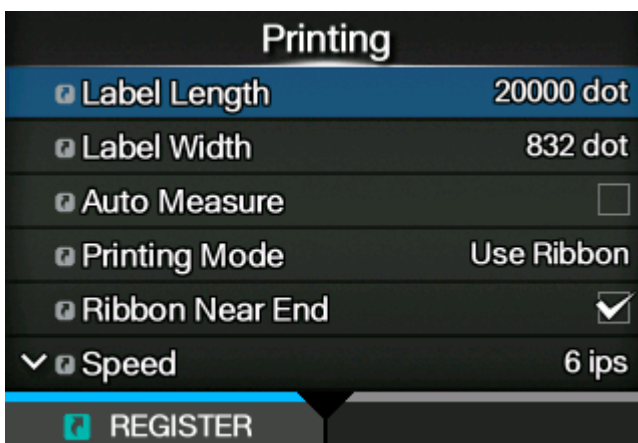 Printing
Label Length 20000 dot
Label Width 832 dot
Auto Measure
Printing Mode Use Ribbon
Ribbon Near End
Speed 6 ips
REGISTER